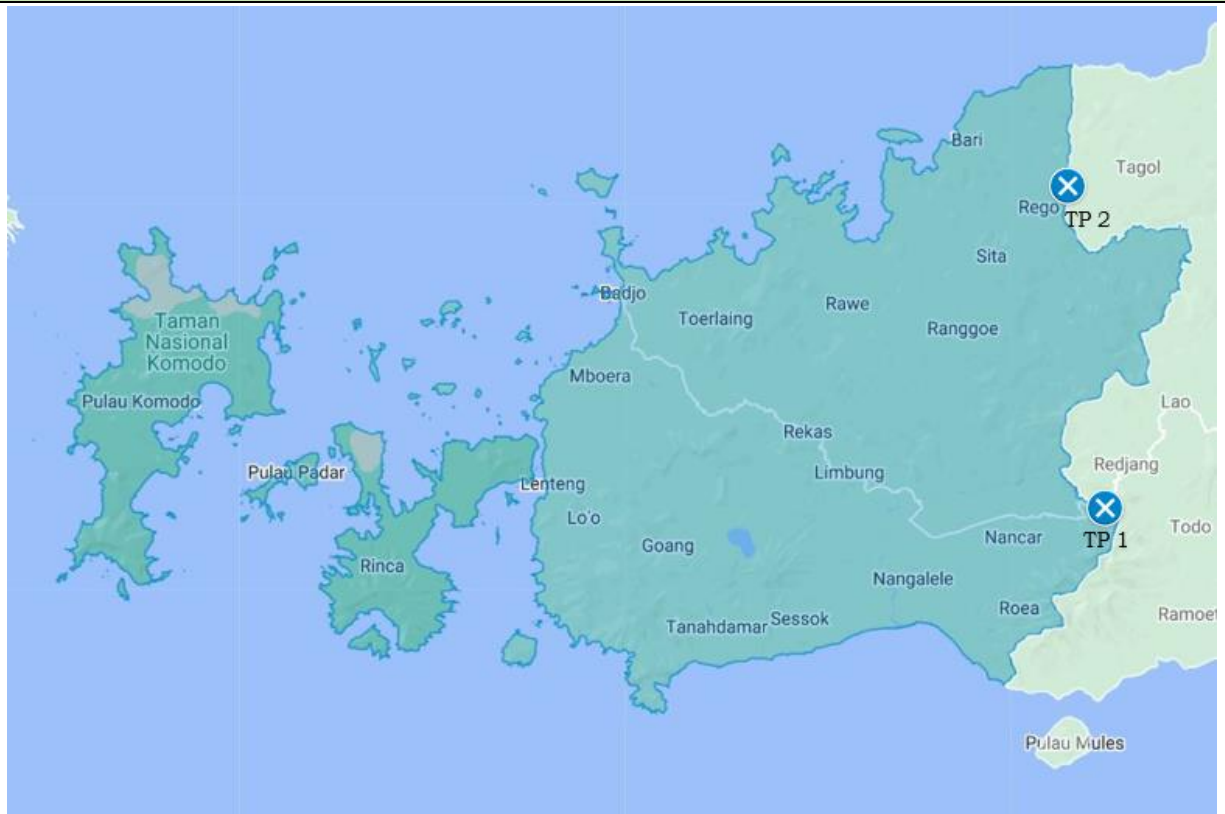 Bari
Tagol
Rego
TP 2
Sita
Badjo
Toerlaing
Rawe
Ranggoe
Taman
Nasional
Komodo
Mboera
Pulau Komodo
Lao
Rekas
Redjang
Pulau Padar
Limbung
Lenteng
Lo'o
Nancar
TP 1
Todo
Goang
Rinca
Nangalele
Roea
Ramoet
Tanahdamar
Sessok
Pulau Mules